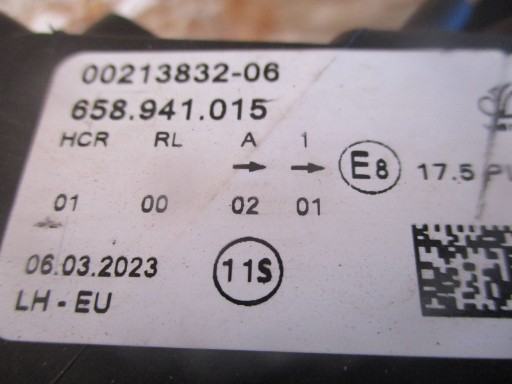 00213832-06
658.941.015
HCR RL A 1
→ → E8 17.5
01 00 02 01
06.03.2023 11S
LH - EU